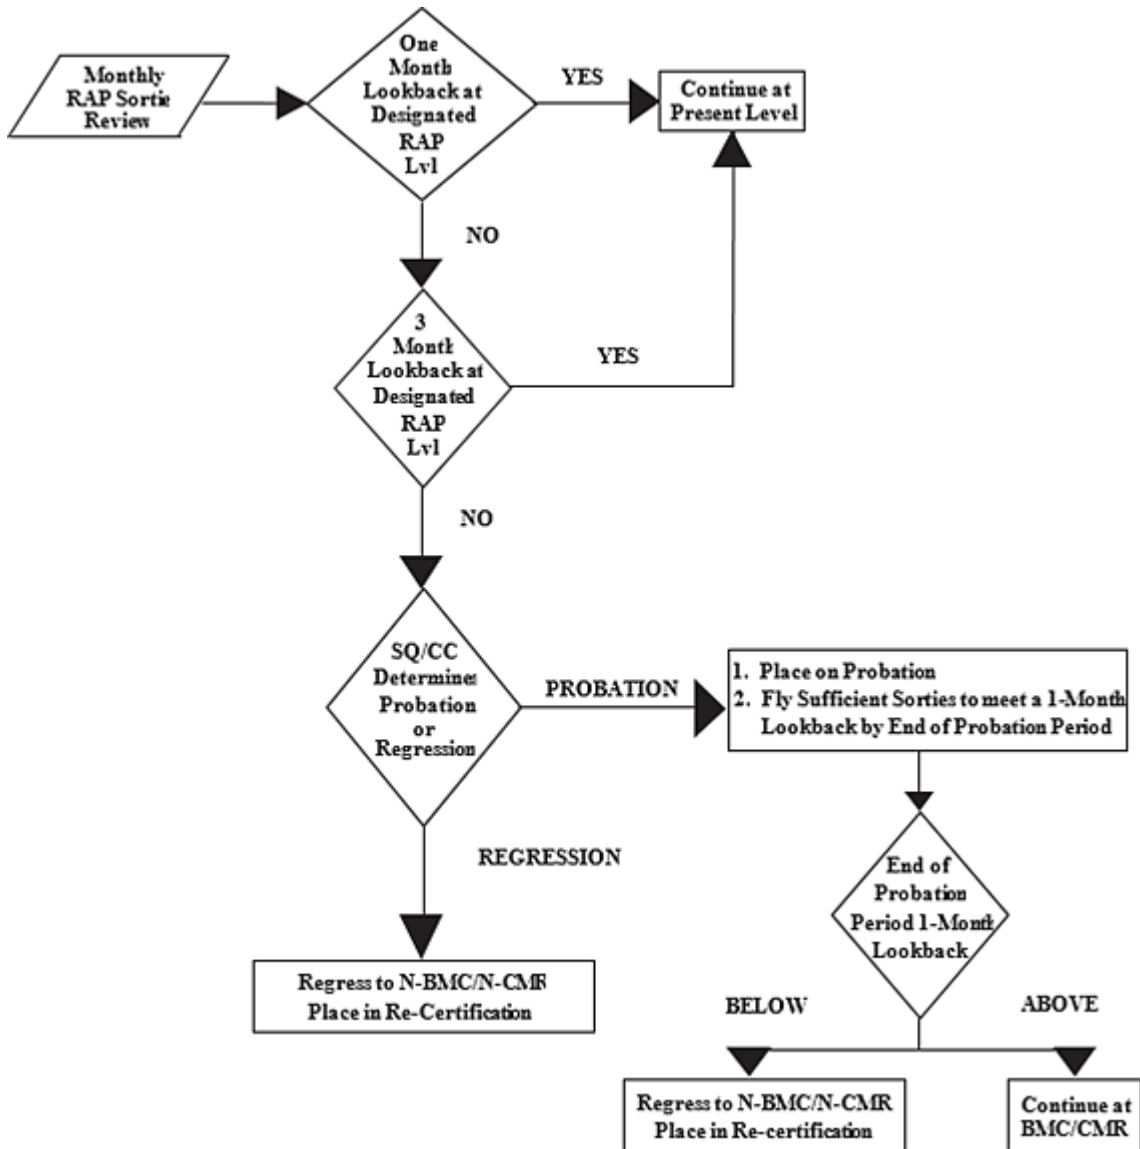 Monthly
RAP Sortie
Review
One
Month
Lookback at
Designated
RAP
Lvl
YES
Continue at
Present Level
NO
3
Month
Lookback at
Designated
RAP
Lvl
YES
NO
SQ/CC
Determines
Probation
or
Regression
PROBATION
1. Place on Probation
2. Fly Sufficient Sorties to meet a 1-Month
Lookback by End of Probation Period
REGRESSION
End of
Probation
Period 1-Month
Lookback
Regress to N-BMC/N-CMR
Place in Re-Certification
BELOW
ABOVE
Regress to N-BMC/N-CMR
Place in Re-certification
Continue at
BMC/CMR